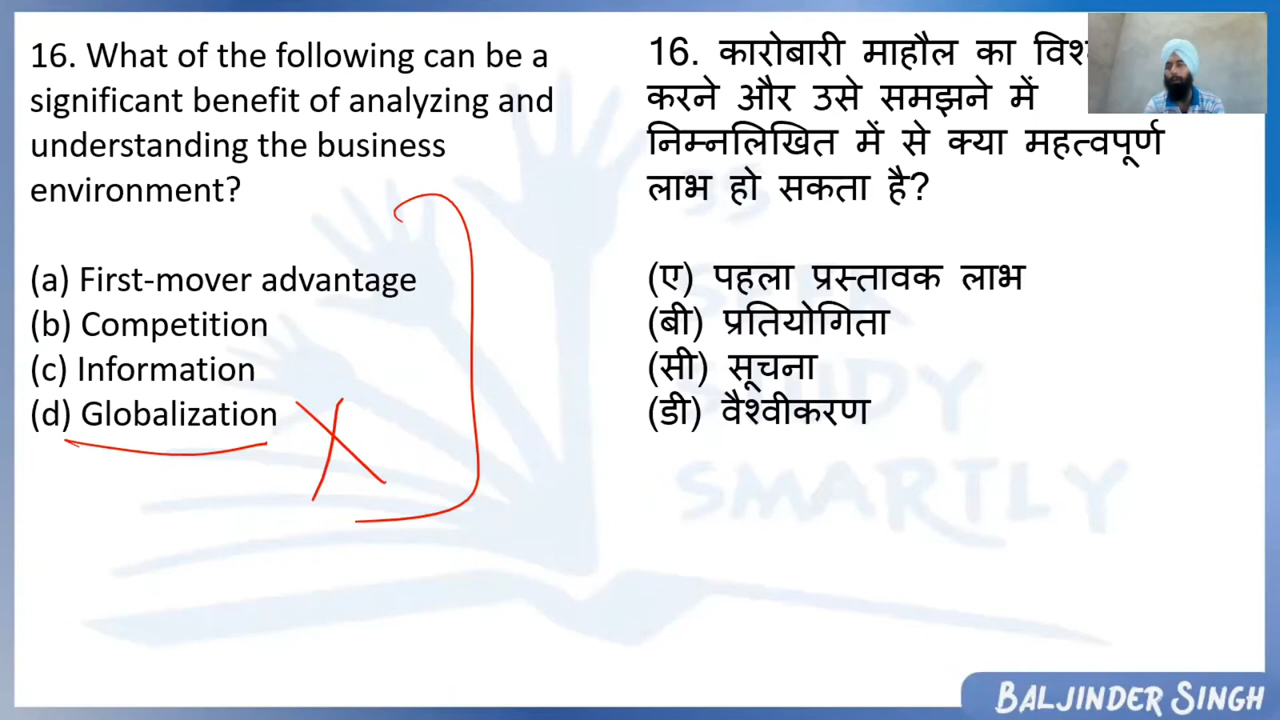 16. What of the following can be a
significant benefit of analyzing and
understanding the business
environment?
(a) First-mover advantage
(b) Competition
(c) Information
(d) Globalization
16. कारोबारी माहौल का
करने और उसे समझने में
निम्नलिखित में से क्या महत्वपूर्ण
लाभ हो सकता है?
(ए) पहला प्रस्तावक लाभ
(बी) प्रतियोगिता
(सी) सूचना
(डी) वैश्वीकरण
STUDY
SMARTLY
BALJINDER SINGH